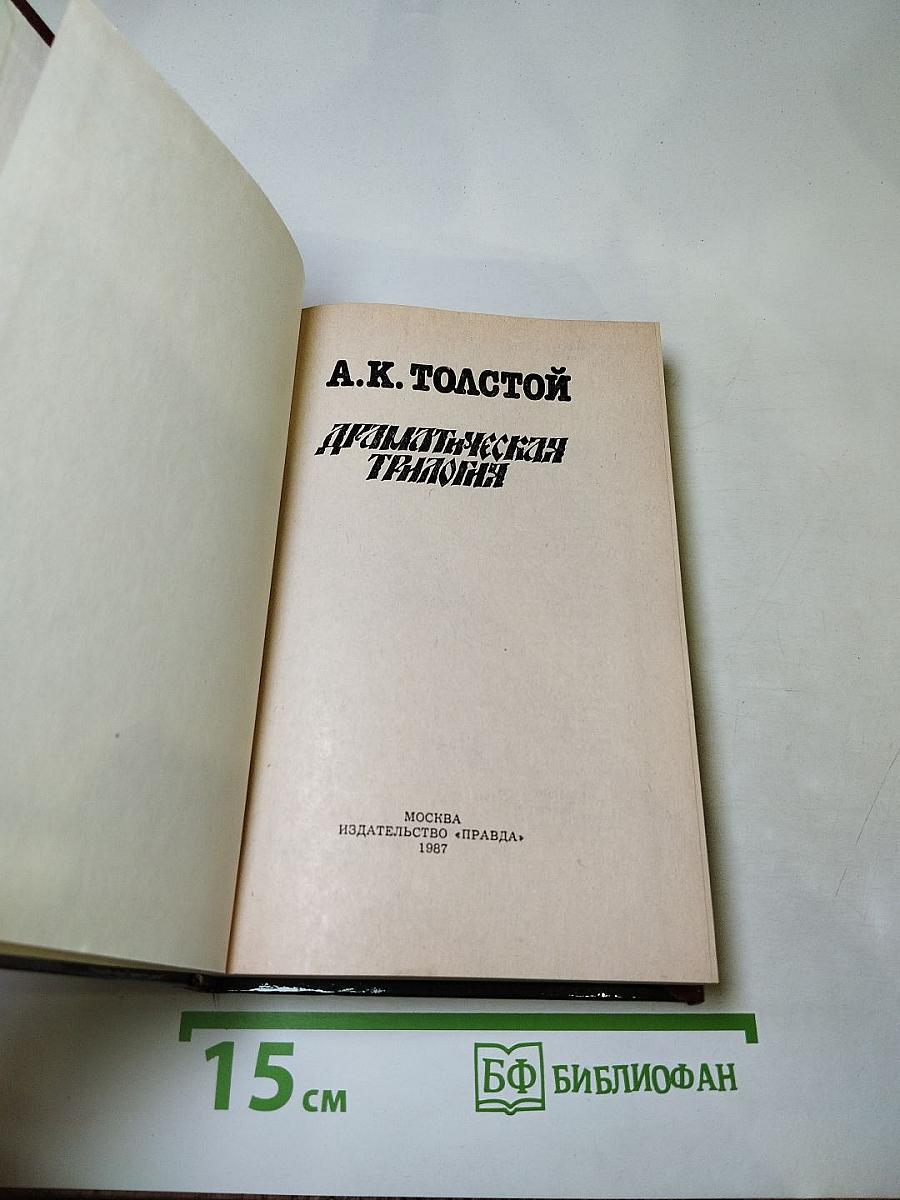 А.К. ТОЛСТОЙ
ДРАМАТИЧЕСКАЯ
ТРИЛОГИЯ
МОСКВА
ИЗДАТЕЛЬСТВО «ПРАВДА»
1987
15 см
БФ БИБЛИОФАН